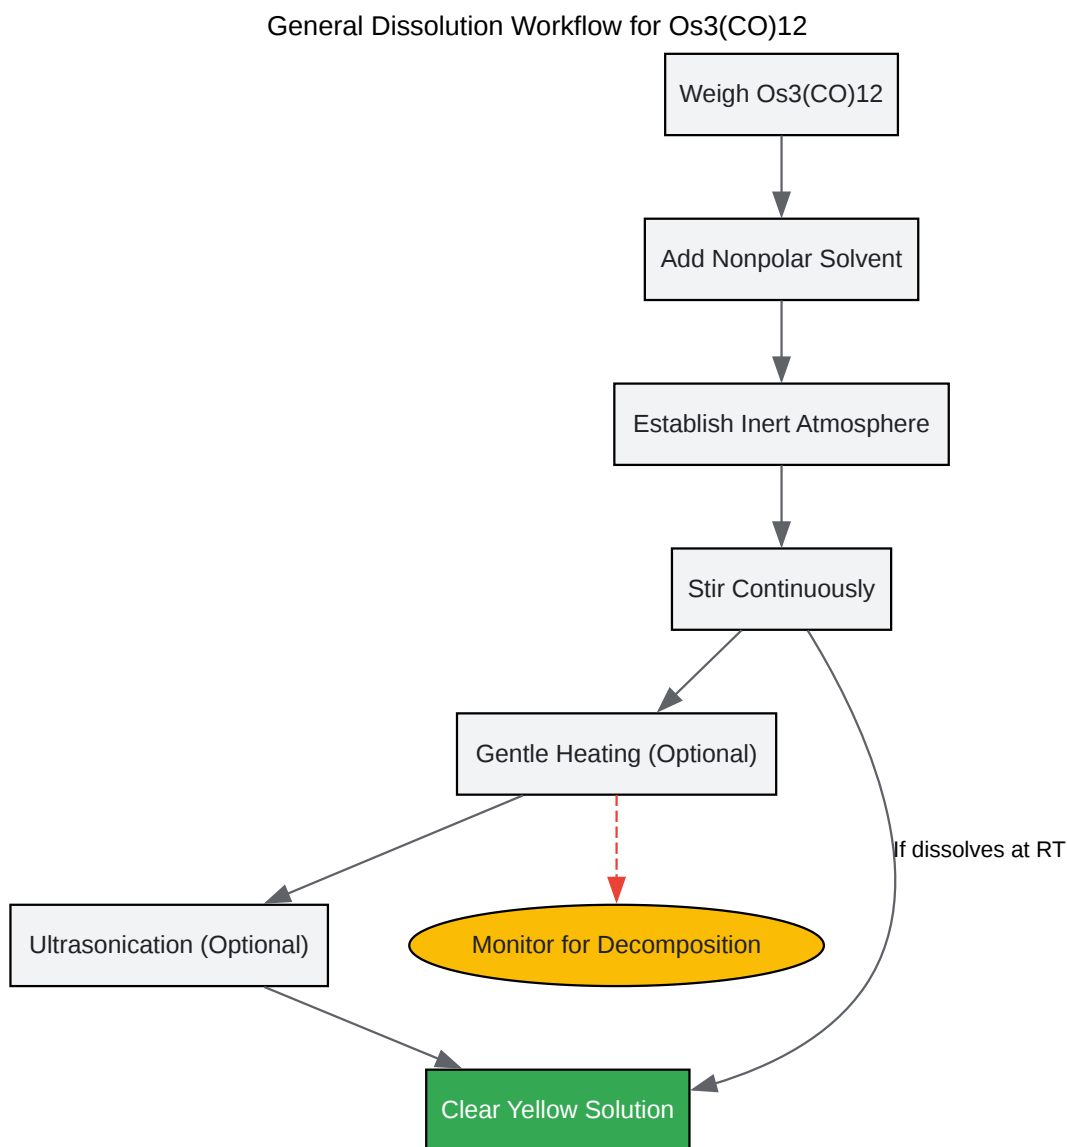 General Dissolution Workflow for Os3(CO)12
Weigh Os3(CO)12
Add Nonpolar Solvent
Establish Inert Atmosphere
Stir Continuously
Gentle Heating (Optional)
If dissolves at RT
Ultrasonication (Optional)
Monitor for Decomposition
Clear Yellow Solution